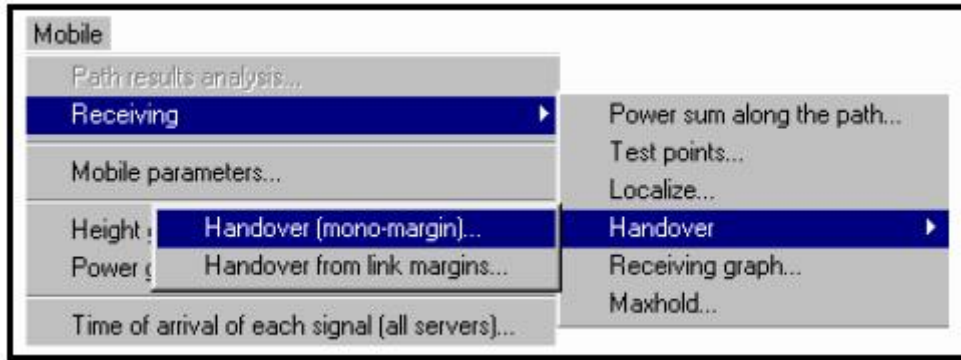 Mobile
Path results analysis...
Receiving
Mobile parameters...
Height
Power
Time of arrival of each signal (all servers)...
Power sum along the path...
Test points...
Localize...
Handover
Receiving graph...
Maxhold...
Handover (mono-margin)...
Handover from link margins...